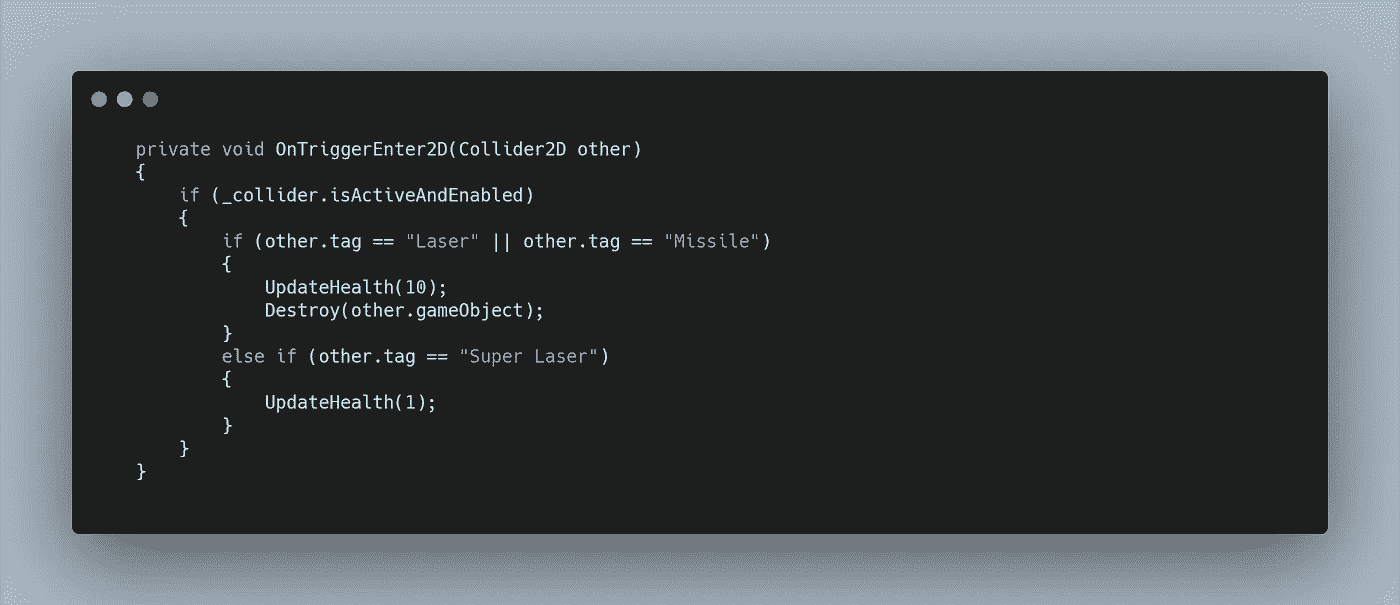 private void OnTriggerEnter2D(Collider2D other)
{
    if (_collider.isActiveAndEnabled)
    {
        if (other.tag == "Laser" || other.tag == "Missile")
        {
            UpdateHealth(10);
            Destroy(other.gameObject);
        }
        else if (other.tag == "Super Laser")
        {
            UpdateHealth(1);
        }
    }
}